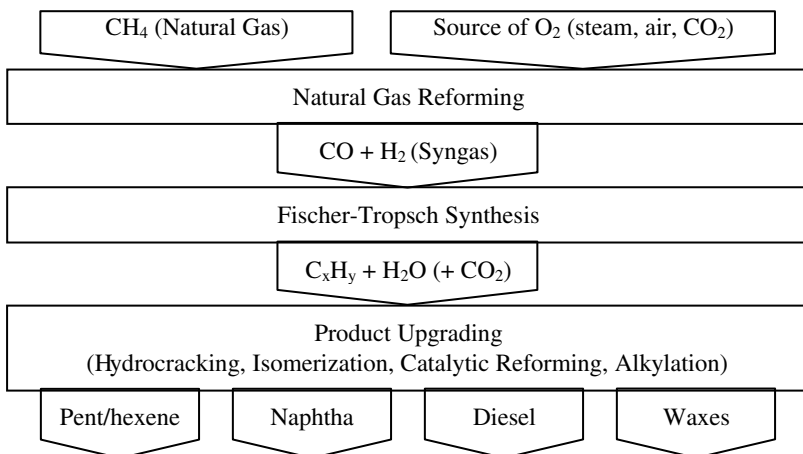 CH₄ (Natural Gas)
Source of O₂ (steam, air, CO₂)
Natural Gas Reforming
CO + H₂ (Syngas)
Fischer-Tropsch Synthesis
CₓHᵧ + H₂O (+ CO₂)
Product Upgrading
(Hydrocracking, Isomerization, Catalytic Reforming, Alkylation)
Pent/hexene
Naphtha
Diesel
Waxes